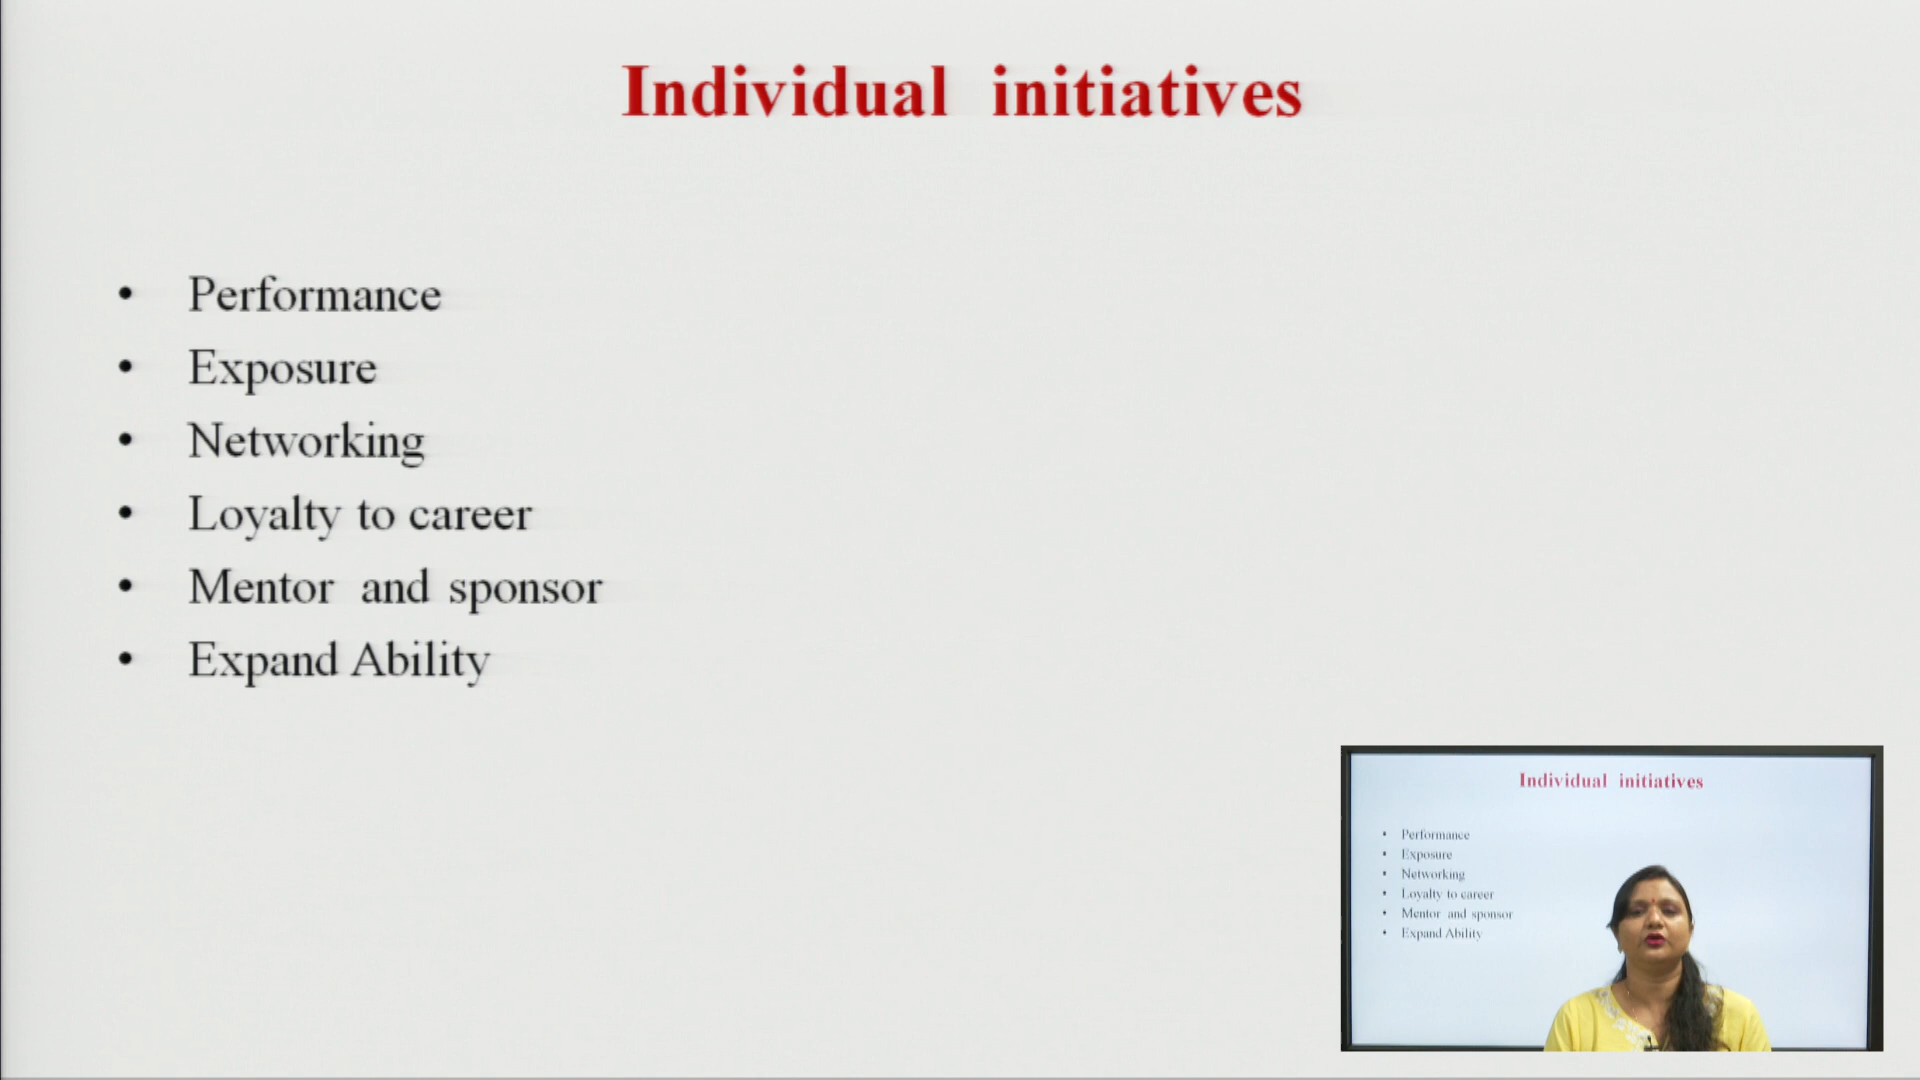 Individual initiatives
• Performance
• Exposure
• Networking
• Loyalty to career
• Mentor and sponsor
• Expand Ability
Individual initiatives
• Performance
• Exposure
• Networking
• Loyalty to career
• Mentor and sponsor
• Expand Ability